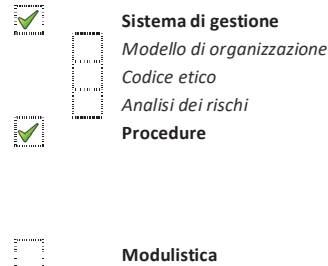 Sistema di gestione
Modello di organizzazione
Codice etico
Analisi dei rischi
Procedure
Modulistica